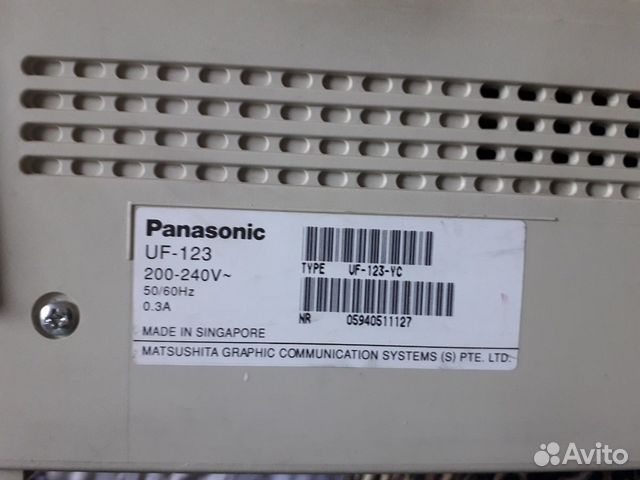 Panasonic
UF-123
200-240V~
50/60Hz
0.3A
MADE IN SINGAPORE
TYPE UF-123-YC
NR 05940511127
MATSUSHITA GRAPHIC COMMUNICATION SYSTEMS (S) PTE. LTD.
Avito